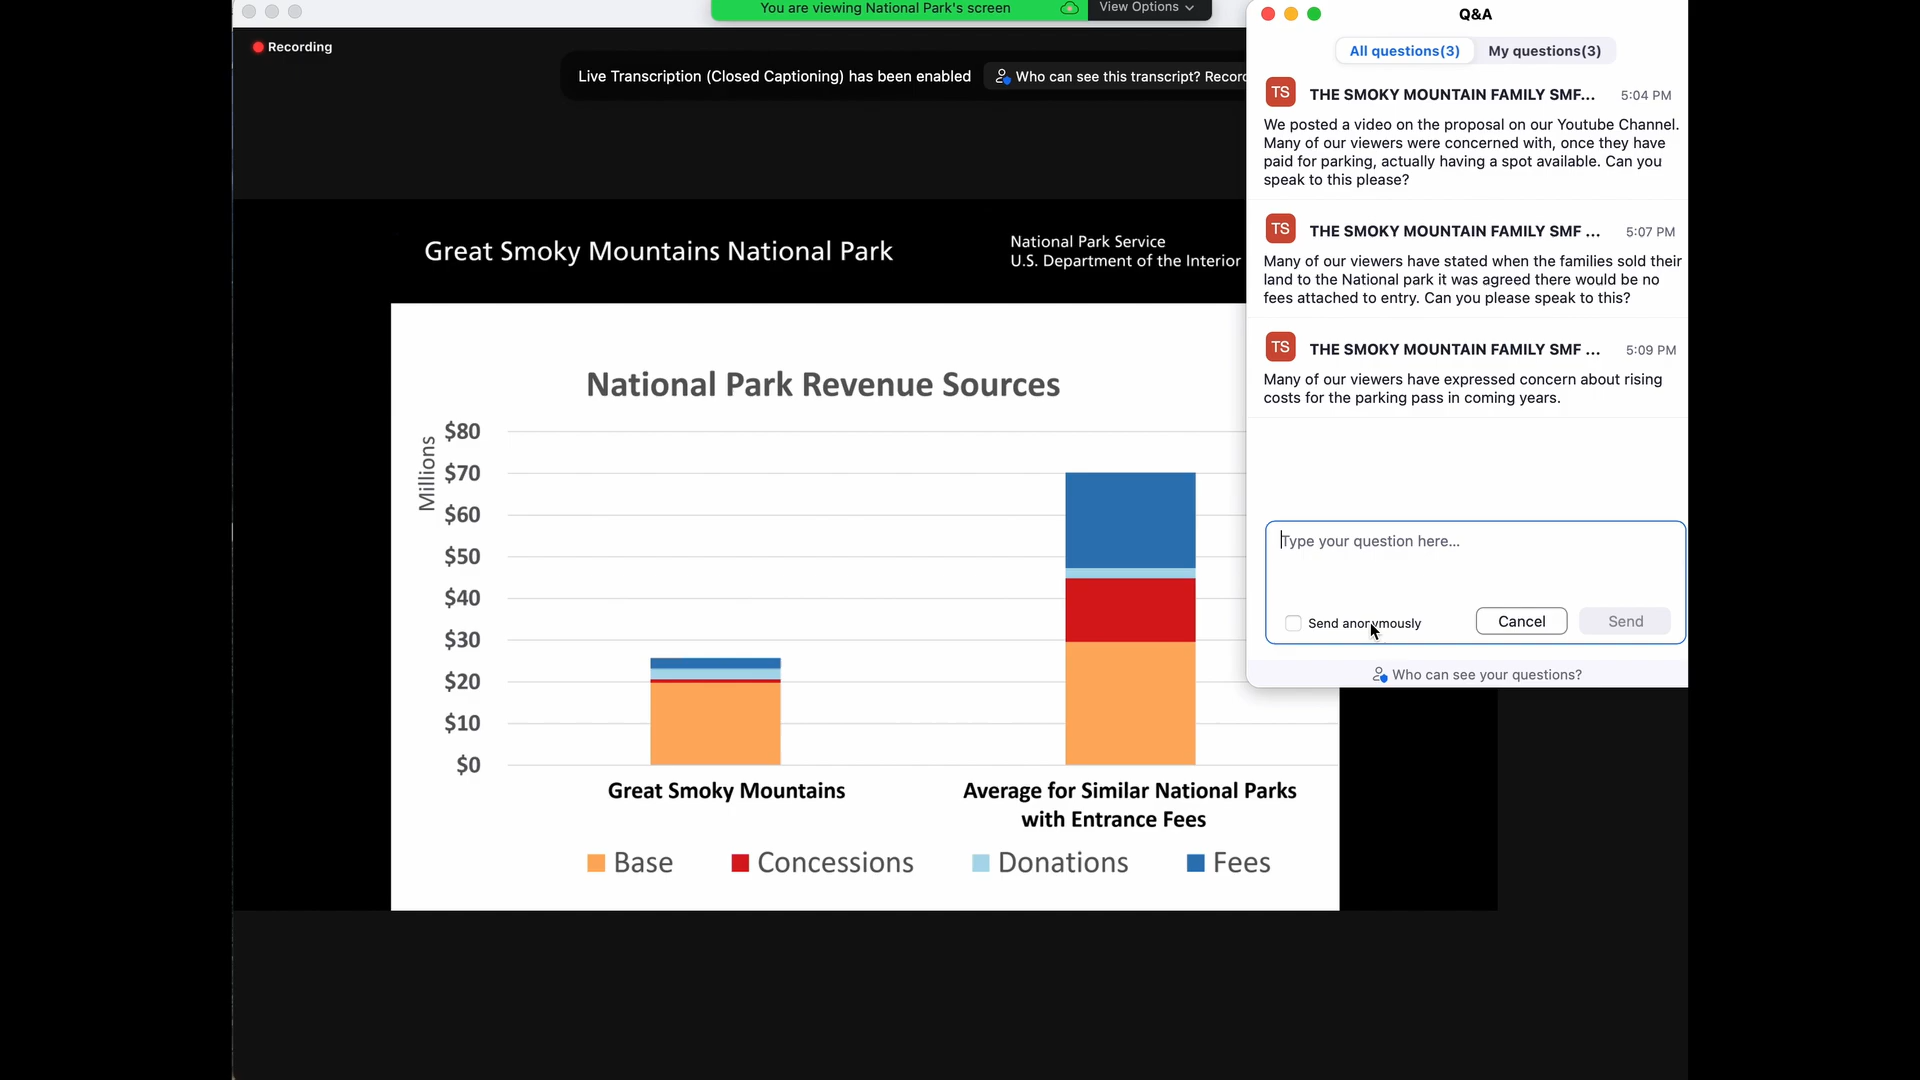 You are viewing National Park's screen
View Options
Recording
Live Transcription (Closed Captioning) has been enabled
Who can see this transcript? Recor
Great Smoky Mountains National Park
National Park Service
U.S. Department of the Interior
National Park Revenue Sources
Millions
$80
$70
$60
$50
$40
$30
$20
$10
$0
Great Smoky Mountains
Average for Similar National Parks
with Entrance Fees
Base
Concessions
Donations
Fees
Q&A
All questions(3)
My questions(3)
TS
THE SMOKY MOUNTAIN FAMILY SMF...
5:04 PM
We posted a video on the proposal on our Youtube Channel.
Many of our viewers were concerned with, once they have
paid for parking, actually having a spot available. Can you
speak to this please?
TS
THE SMOKY MOUNTAIN FAMILY SMF ...
5:07 PM
Many of our viewers have stated when the families sold their
land to the National park it was agreed there would be no
fees attached to entry. Can you please speak to this?
TS
THE SMOKY MOUNTAIN FAMILY SMF ...
5:09 PM
Many of our viewers have expressed concern about rising
costs for the parking pass in coming years.
Type your question here...
Send anonymously
Cancel
Send
Who can see your questions?